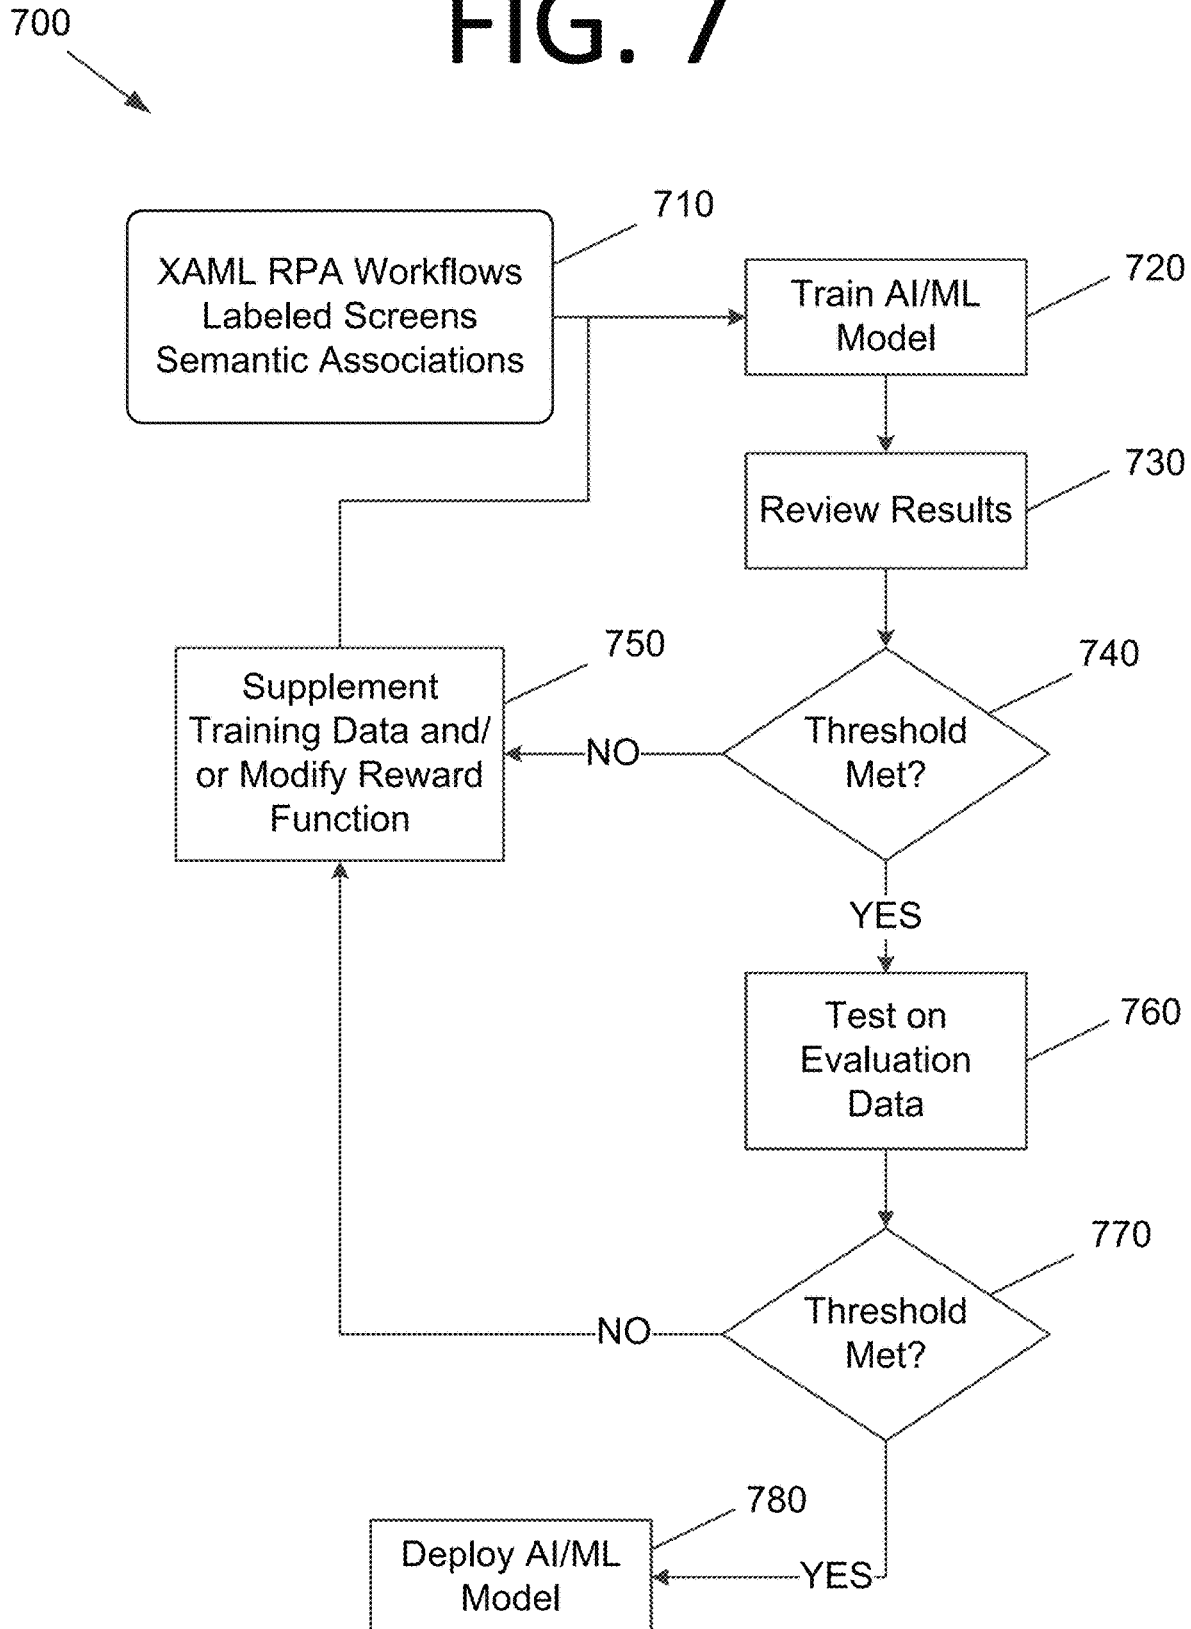 FIG. 7
700
710
XAML RPA Workflows
Labeled Screens
Semantic Associations
720
Train AI/ML
Model
730
Review Results
740
Threshold
Met?
NO
750
Supplement
Training Data and/
or Modify Reward
Function
YES
760
Test on
Evaluation
Data
770
Threshold
Met?
NO
YES
780
Deploy AI/ML
Model